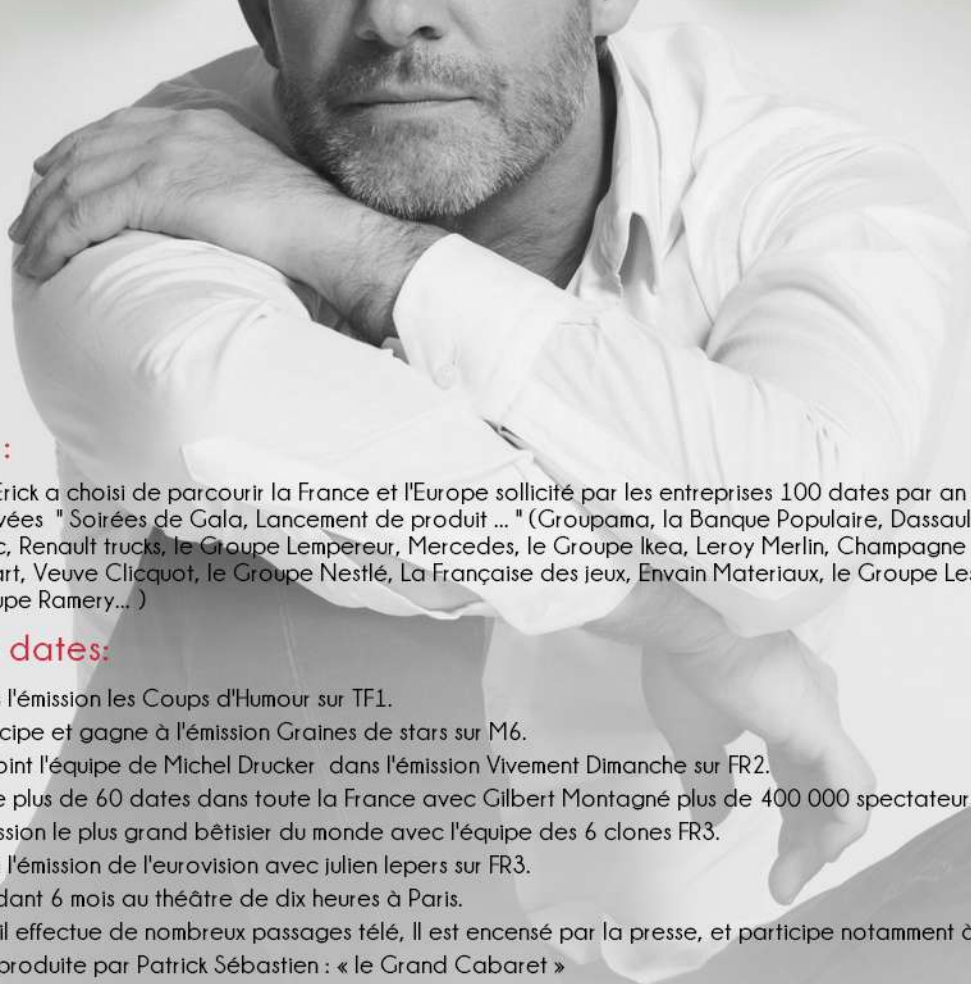 :
Erick a choisi de parcourir la France et l'Europe sollicité par les entreprises 100 dates par an
vées " Soirées de Gala, Lancement de produit ... " (Groupama, la Banque Populaire, Dassaul
c, Renault trucks, le Groupe Lempereur, Mercedes, le Groupe Ikea, Leroy Merlin, Champagne
art, Veuve Clicquot, le Groupe Nestlé, La Française des jeux, Envain Materiaux, le Groupe Les
upe Ramery... )
dates:
l'émission les Coups d'Humour sur TF1.
cipe et gagne à l'émission Graines de stars sur M6.
oint l'équipe de Michel Drucker dans l'émission Vivement Dimanche sur FR2.
e plus de 60 dates dans toute la France avec Gilbert Montagné plus de 400 000 spectateur
ssion le plus grand bêtisier du monde avec l'équipe des 6 clones FR3.
l'émission de l'eurovision avec julien lepers sur FR3.
dant 6 mois au théâtre de dix heures à Paris.
il effectue de nombreux passages télé, Il est encensé par la presse, et participe notamment à
produite par Patrick Sébastien : « le Grand Cabaret »